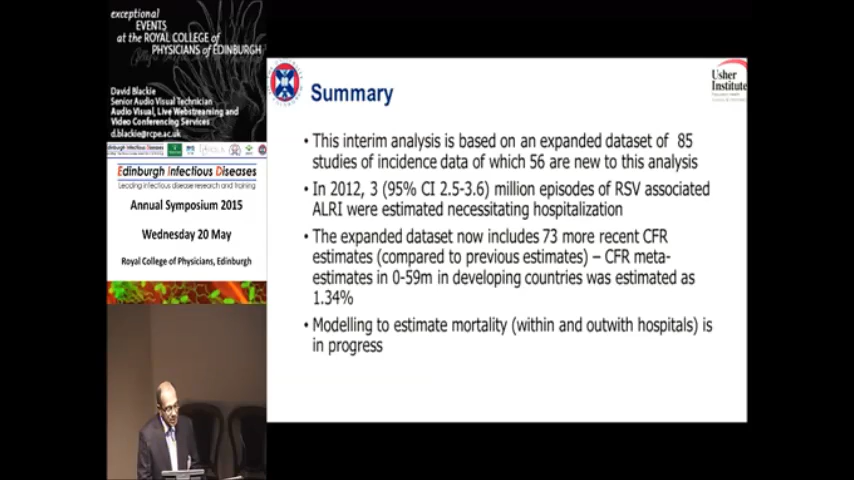 exceptional
EVENTS
at the ROYAL COLLEGE of
PHYSICIANS of EDINBURGH
David Blackie
Senior Audio Visual Technician
Audio Visual, Live Webstreaming and
Video Conferencing Services
d.blackie@rcpe.ac.uk
Edinburgh Infectious Diseases
Leading infectious disease research and training
Annual Symposium 2015
Wednesday 20 May
Royal College of Physicians, Edinburgh
Usher
Institute
Summary
• This interim analysis is based on an expanded dataset of 85
studies of incidence data of which 56 are new to this analysis
• In 2012, 3 (95% CI 2.5-3.6) million episodes of RSV associated
ALRI were estimated necessitating hospitalization
• The expanded dataset now includes 73 more recent CFR
estimates (compared to previous estimates) – CFR meta-
estimates in 0-59m in developing countries was estimated as
1.34%
• Modelling to estimate mortality (within and outwith hospitals) is
in progress